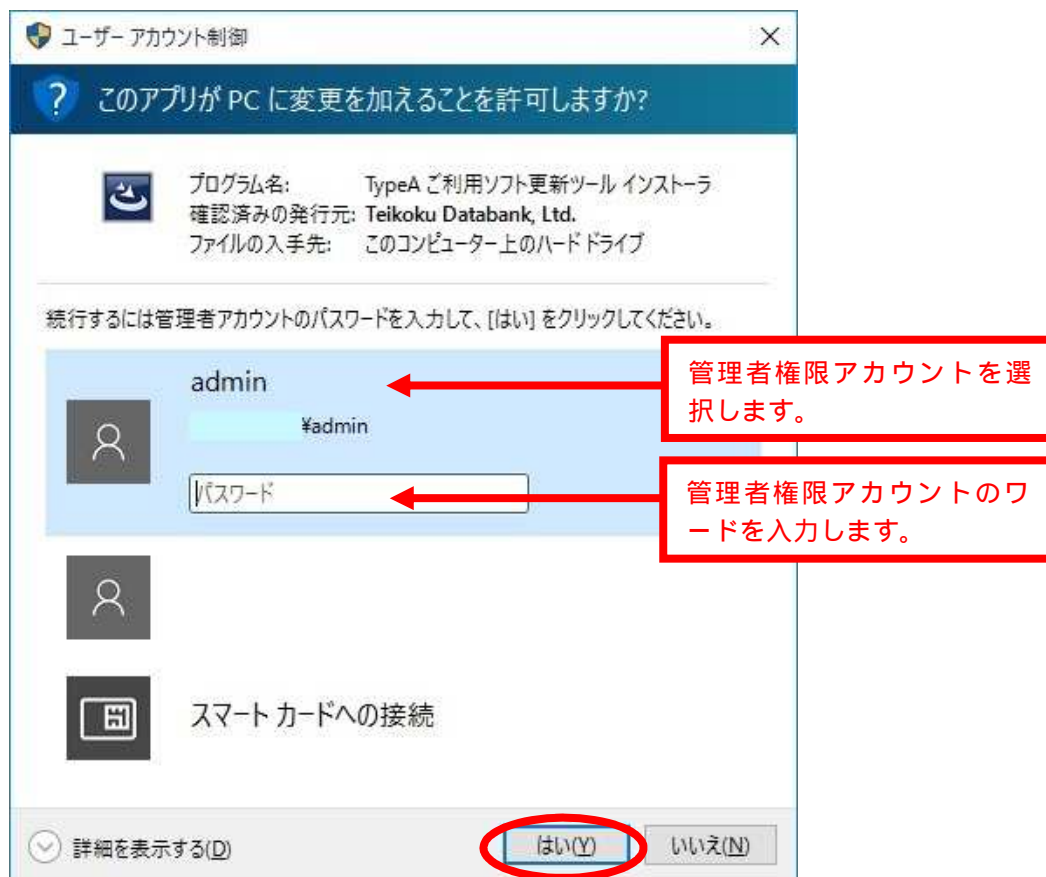 ユーザー アカウント制御
このアプリが PC に変更を加えることを許可しますか?
プログラム名: TypeA ご利用ソフト更新ツール インストーラ
確認済みの発行元: Teikoku Databank, Ltd.
ファイルの入手先: このコンピューター上のハード ドライブ
続行するには管理者アカウントのパスワードを入力して、[はい] をクリックしてください。
admin
¥admin
パスワード
管理者権限アカウントを選
択します。
管理者権限アカウントのワ
ードを入力します。
スマート カードへの接続
詳細を表示する(D)
はい(Y)
いいえ(N)